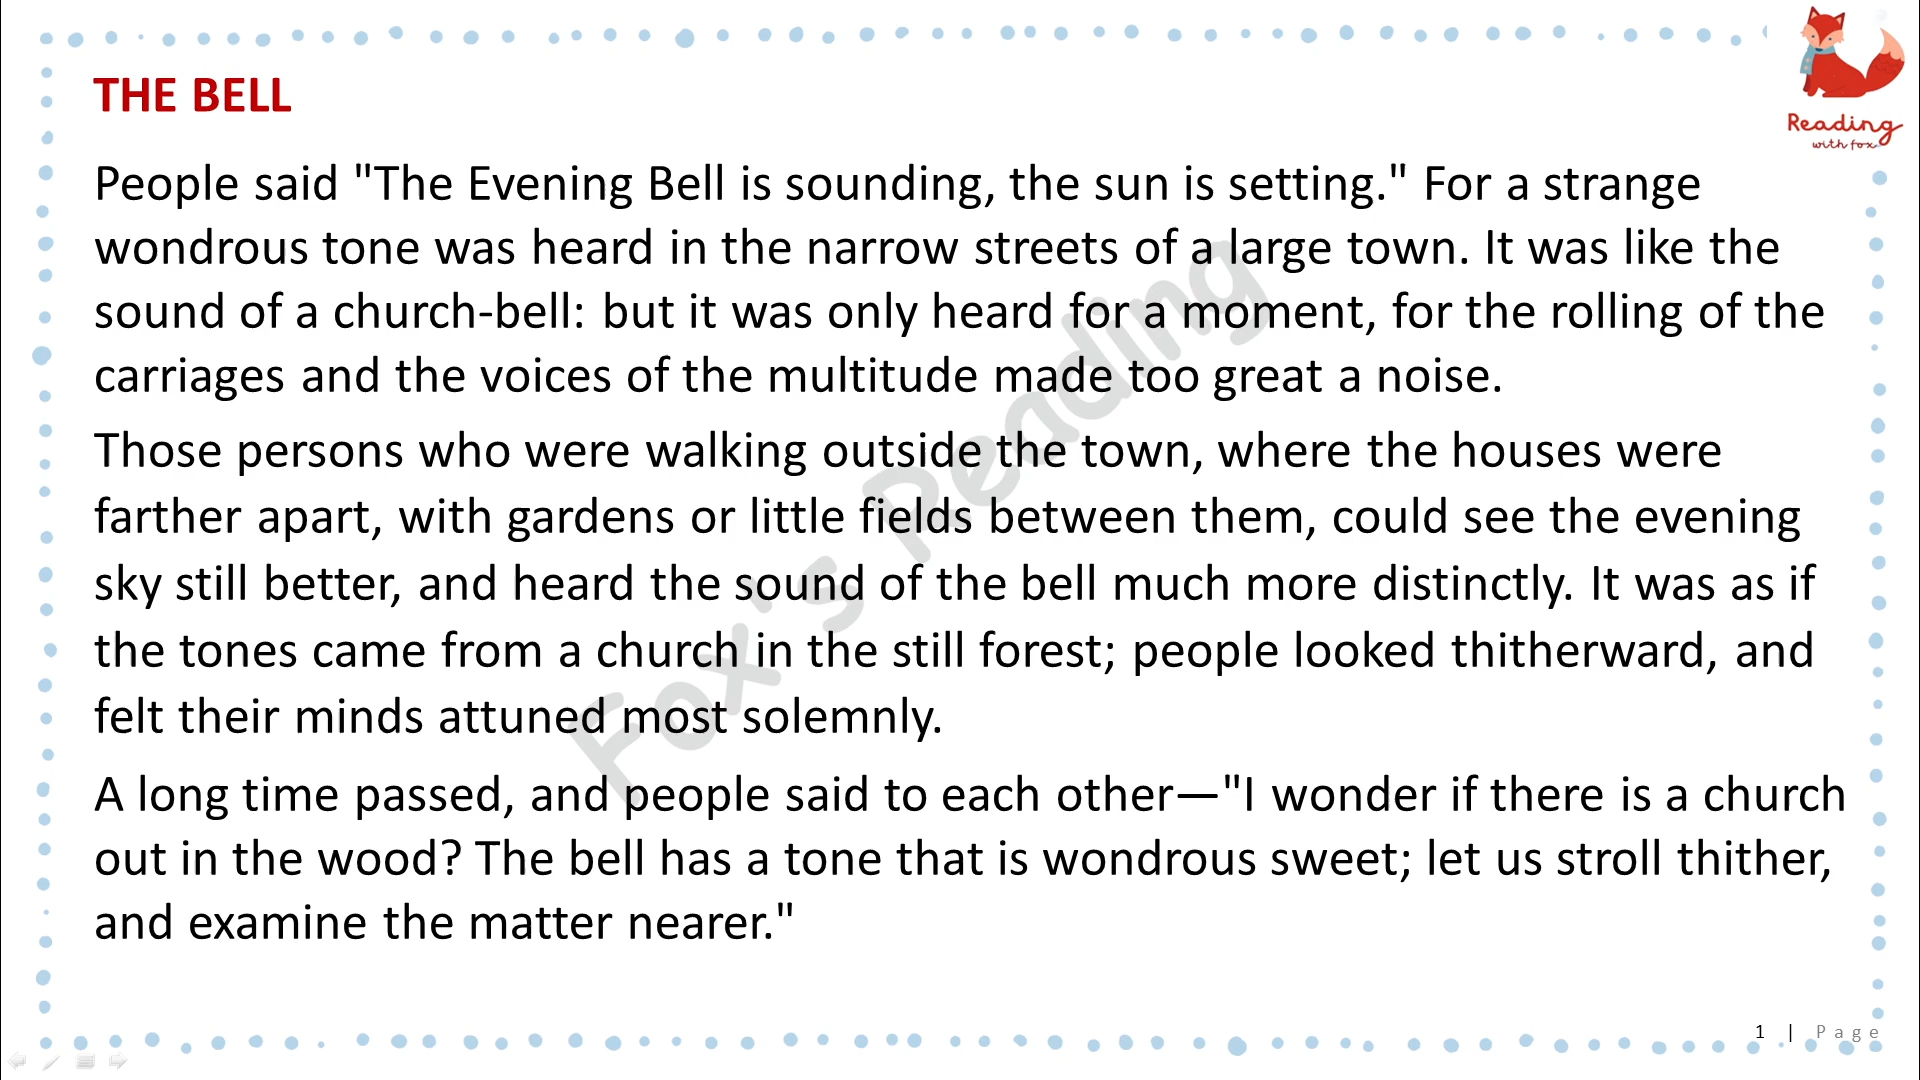 THE BELL
Reading
with fox
People said "The Evening Bell is sounding, the sun is setting." For a strange
wondrous tone was heard in the narrow streets of a large town. It was like the
sound of a church-bell: but it was only heard for a moment, for the rolling of the
carriages and the voices of the multitude made too great a noise.
Those persons who were walking outside the town, where the houses were
farther apart, with gardens or little fields between them, could see the evening
sky still better, and heard the sound of the bell much more distinctly. It was as if
the tones came from a church in the still forest; people looked thitherward, and
felt their minds attuned most solemnly.
A long time passed, and people said to each other—"I wonder if there is a church
out in the wood? The bell has a tone that is wondrous sweet; let us stroll thither,
and examine the matter nearer."
Fox's Reading
1 | Page